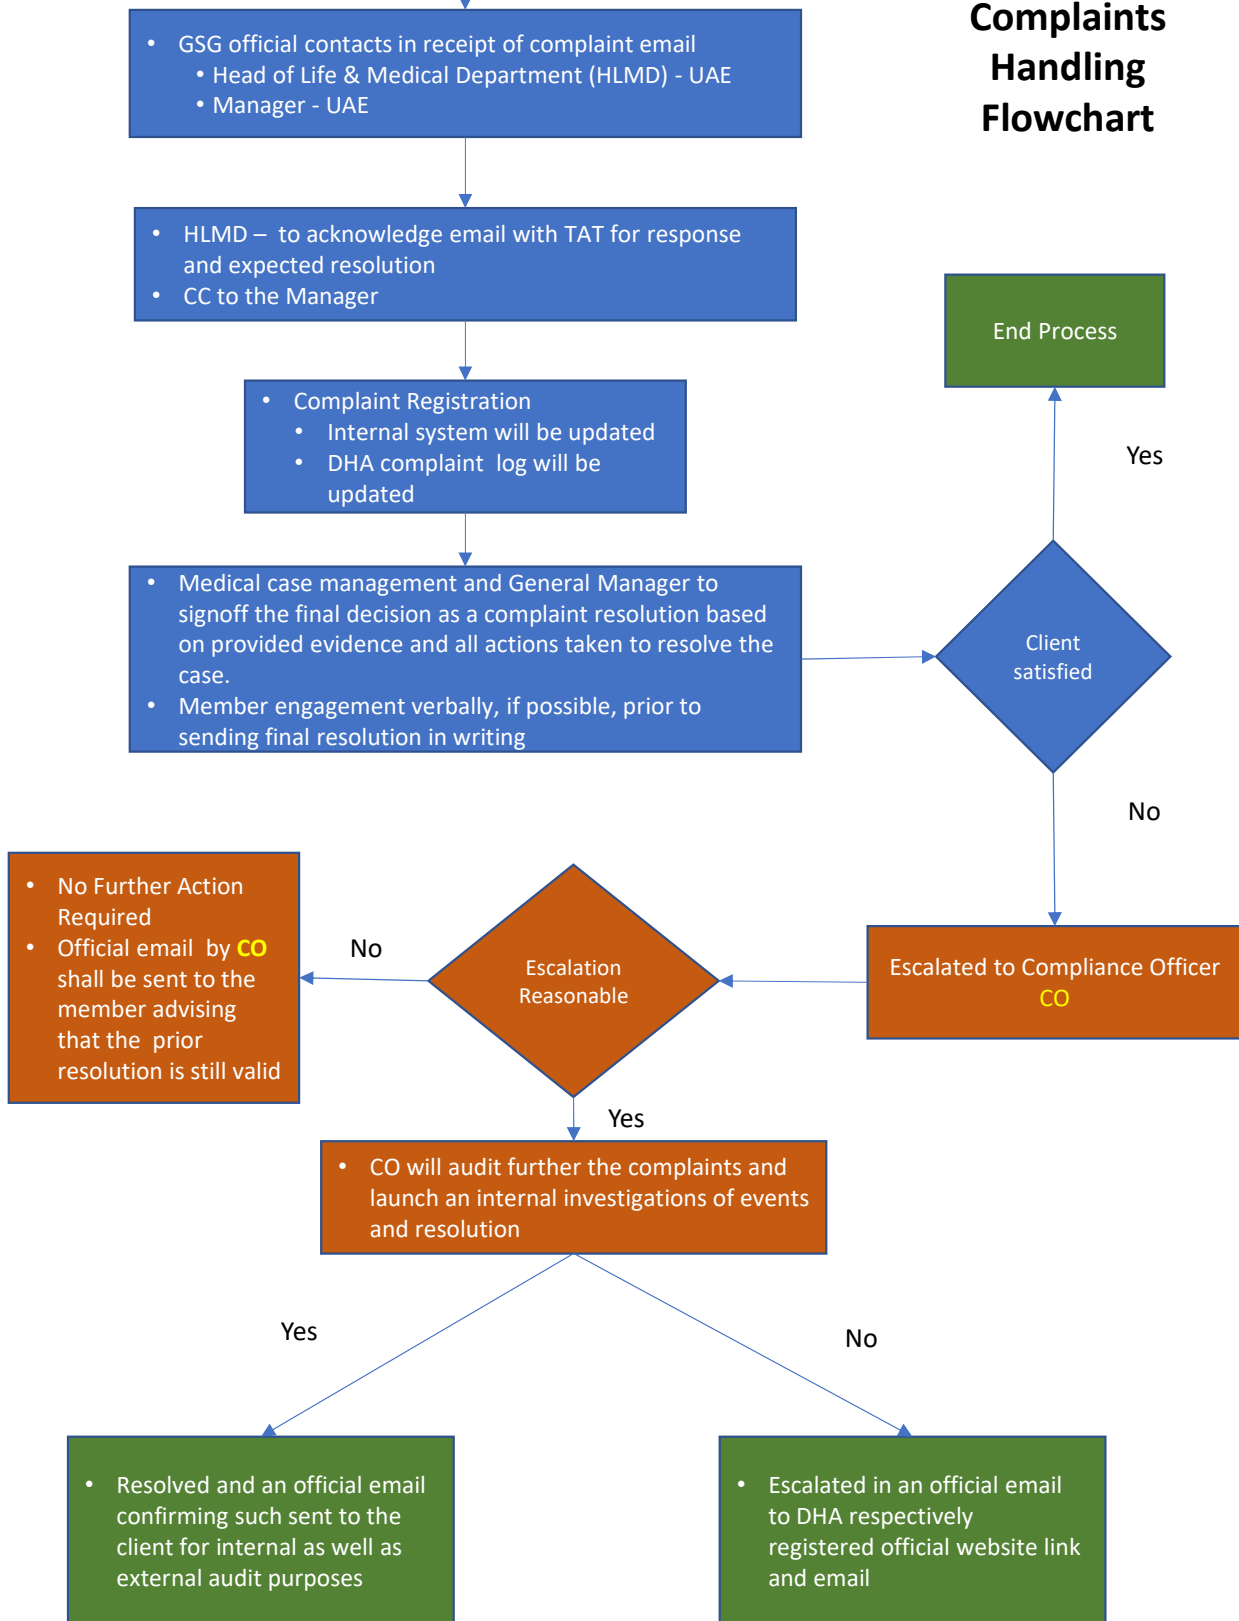 Complaints
Handling
Flowchart
• GSG official contacts in receipt of complaint email
• Head of Life & Medical Department (HLMD) - UAE
• Manager - UAE
• HLMD – to acknowledge email with TAT for response
and expected resolution
• CC to the Manager
End Process
• Complaint Registration
• Internal system will be updated
• DHA complaint log will be
updated
Yes
• Medical case management and General Manager to
signoff the final decision as a complaint resolution based
on provided evidence and all actions taken to resolve the
case.
• Member engagement verbally, if possible, prior to
sending final resolution in writing
Client
satisfied
No
Escalated to Compliance Officer
CO
Escalation
Reasonable
No
• No Further Action
Required
• Official email by CO
shall be sent to the
member advising
that the prior
resolution is still valid
Yes
• CO will audit further the complaints and
launch an internal investigations of events
and resolution
Yes
No
• Resolved and an official email
confirming such sent to the
client for internal as well as
external audit purposes
• Escalated in an official email
to DHA respectively
registered official website link
and email